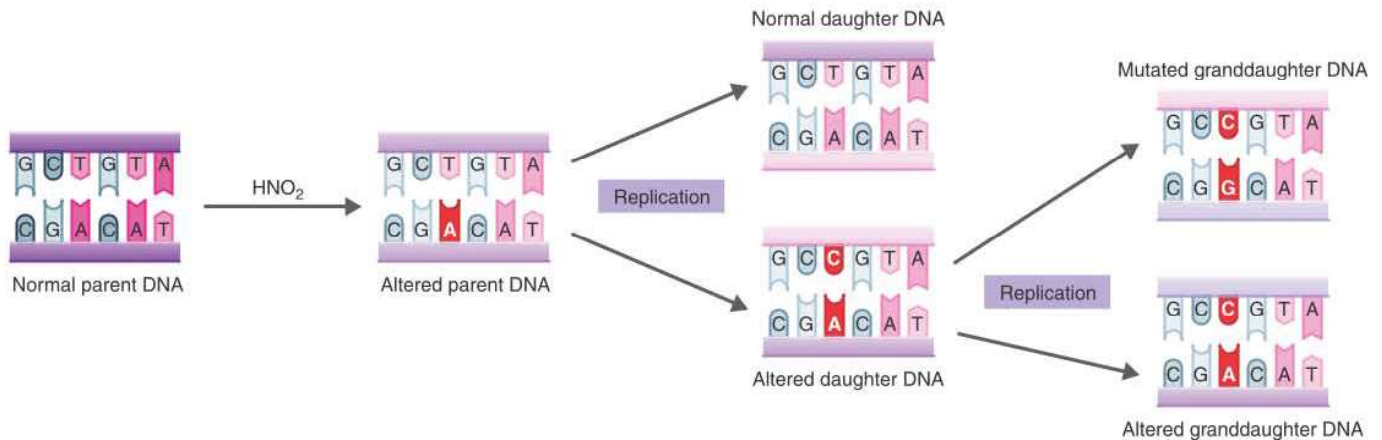 Normal daughter DNA
G C T G T A
C G A C A T
Mutated granddaughter DNA
G C C G T A
C G G C A T
G C T G T A
C G A C A T
Normal parent DNA
HNO₂
G C T G T A
C G A C A T
Altered parent DNA
Replication
G C C G T A
C G A C A T
Altered daughter DNA
Replication
G C C G T A
C G A C A T
Altered granddaughter DNA